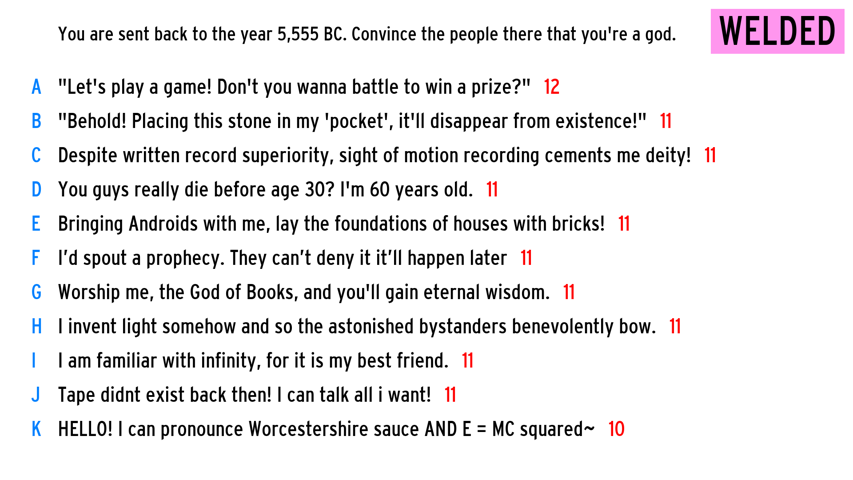 You are sent back to the year 5,555 BC. Convince the people there that you're a god.
WELDED
A "Let's play a game! Don't you wanna battle to win a prize?" 12
B "Behold! Placing this stone in my 'pocket', it'll disappear from existence!" 11
C Despite written record superiority, sight of motion recording cements me deity! 11
D You guys really die before age 30? I'm 60 years old. 11
E Bringing Androids with me, lay the foundations of houses with bricks! 11
F I’d spout a prophecy. They can’t deny it it’ll happen later 11
G Worship me, the God of Books, and you'll gain eternal wisdom. 11
H I invent light somehow and so the astonished bystanders benevolently bow. 11
I I am familiar with infinity, for it is my best friend. 11
J Tape didnt exist back then! I can talk all i want! 11
K HELLO! I can pronounce Worcestershire sauce AND E = MC squared~ 10